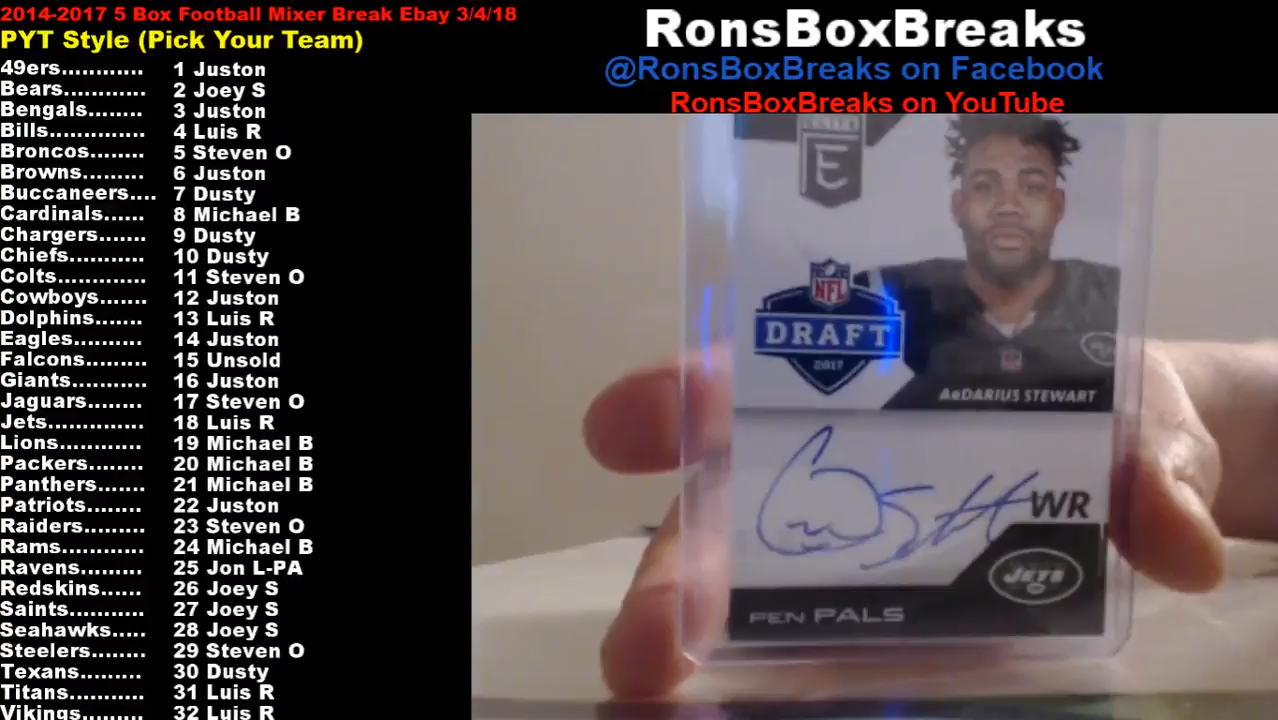 2014-2017 5 Box Football Mixer Break Ebay 3/4/18
PYT Style (Pick Your Team)
49ers............ 1 Juston
Bears............ 2 Joey S
Bengals........ 3 Juston
Bills.............. 4 Luis R
Broncos........ 5 Steven O
Browns......... 6 Juston
Buccaneers.... 7 Dusty
Cardinals...... 8 Michael B
Chargers....... 9 Dusty
Chiefs........... 10 Dusty
Colts............. 11 Steven O
Cowboys....... 12 Juston
Dolphins....... 13 Luis R
Eagles.......... 14 Juston
Falcons......... 15 Unsold
Giants........... 16 Juston
Jaguars........ 17 Steven O
Jets.............. 18 Luis R
Lions............ 19 Michael B
Packers........ 20 Michael B
Panthers....... 21 Michael B
Patriots........ 22 Juston
Raiders......... 23 Steven O
Rams............ 24 Michael B
Ravens......... 25 Jon L-PA
Redskins...... 26 Joey S
Saints........... 27 Joey S
Seahawks..... 28 Joey S
Steelers........ 29 Steven O
Texans......... 30 Dusty
Titans........... 31 Luis R
Vikings......... 32 Luis R
RonsBoxBreaks
@RonsBoxBreaks on Facebook
RonsBoxBreaks on YouTube
E
NFL
DRAFT
2017
ArDARIUS STEWART
WR
JETS
PEN PALS